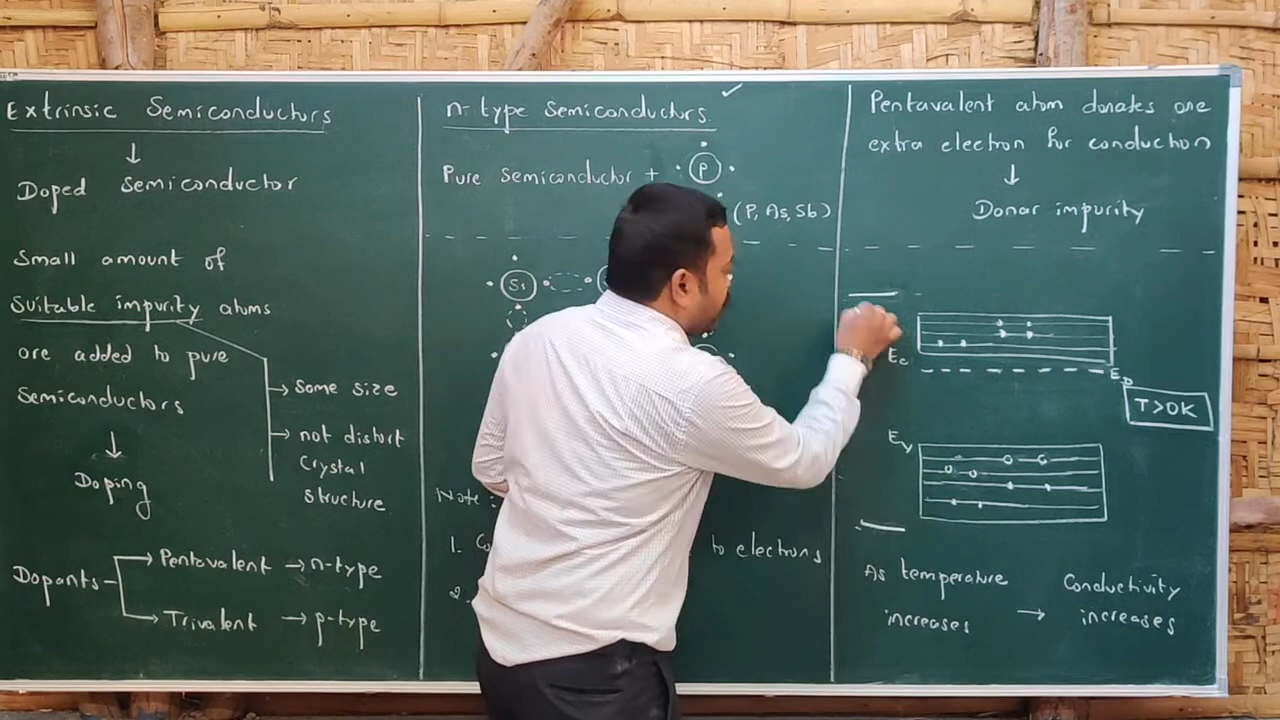 Extrinsic Semiconductors
↓
Doped Semiconductor
Small amount of
Suitable impurity atoms
are added to pure
Semiconductors
→ Same size
→ not distort
Crystal
structure
↓
Doping
Dopants
→ Pentavalent → n-type
→ Trivalent → p-type
n-type Semiconductors. ✓
Pure semiconductor + P
(P, As, Sb)
Si
Note:
1.
to electrons
2.
Pentavalent atom donates one
extra electron for conduction
↓
Donar impurity
Ec
ED
T>0K
Ev
As temperature
increases
→ Conductivity
increases